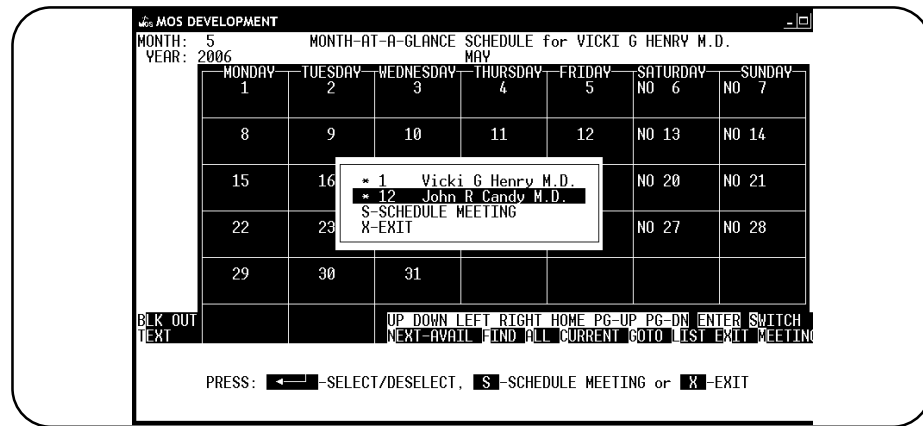 MOS MOS DEVELOPMENT
MONTH: 5 MONTH-AT-A-GLANCE SCHEDULE for VICKI G HENRY M.D.
YEAR: 2006 MAY
MONDAY TUESDAY WEDNESDAY THURSDAY FRIDAY SATURDAY SUNDAY
1 2 3 4 5 NO 6 NO 7
8 9 10 11 12 NO 13 NO 14
15 16 NO 20 NO 21
* 1 Vicki G Henry M.D.
* 12 John R Candy M.D.
S-SCHEDULE MEETING
X-EXIT
22 23 NO 27 NO 28
29 30 31
BLK OUT UP DOWN LEFT RIGHT HOME PG-UP PG-DN ENTER SWITCH
TEXT NEXT-AVAIL FIND ALL CURRENT GOTO LIST EXIT MEETING
PRESS: -SELECT/DESELECT, S -SCHEDULE MEETING or X -EXIT